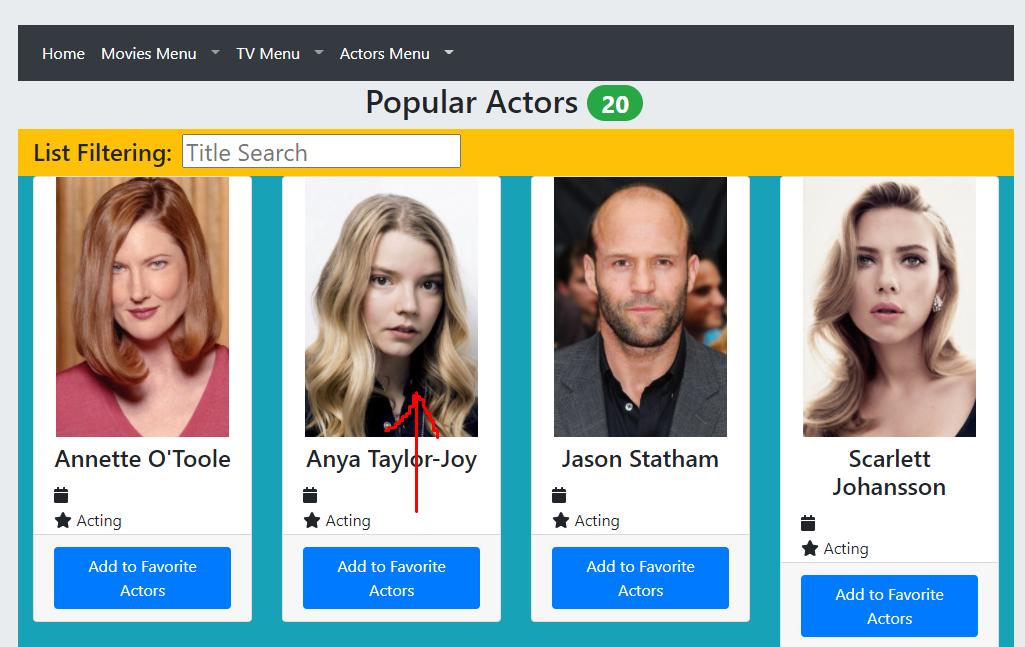 Home Movies Menu TV Menu Actors Menu
Popular Actors 20
List Filtering: Title Search
Annette O'Toole
Acting
Add to Favorite
Actors
Anya Taylor-Joy
Acting
Add to Favorite
Actors
Jason Statham
Acting
Add to Favorite
Actors
Scarlett
Johansson
Acting
Add to Favorite
Actors